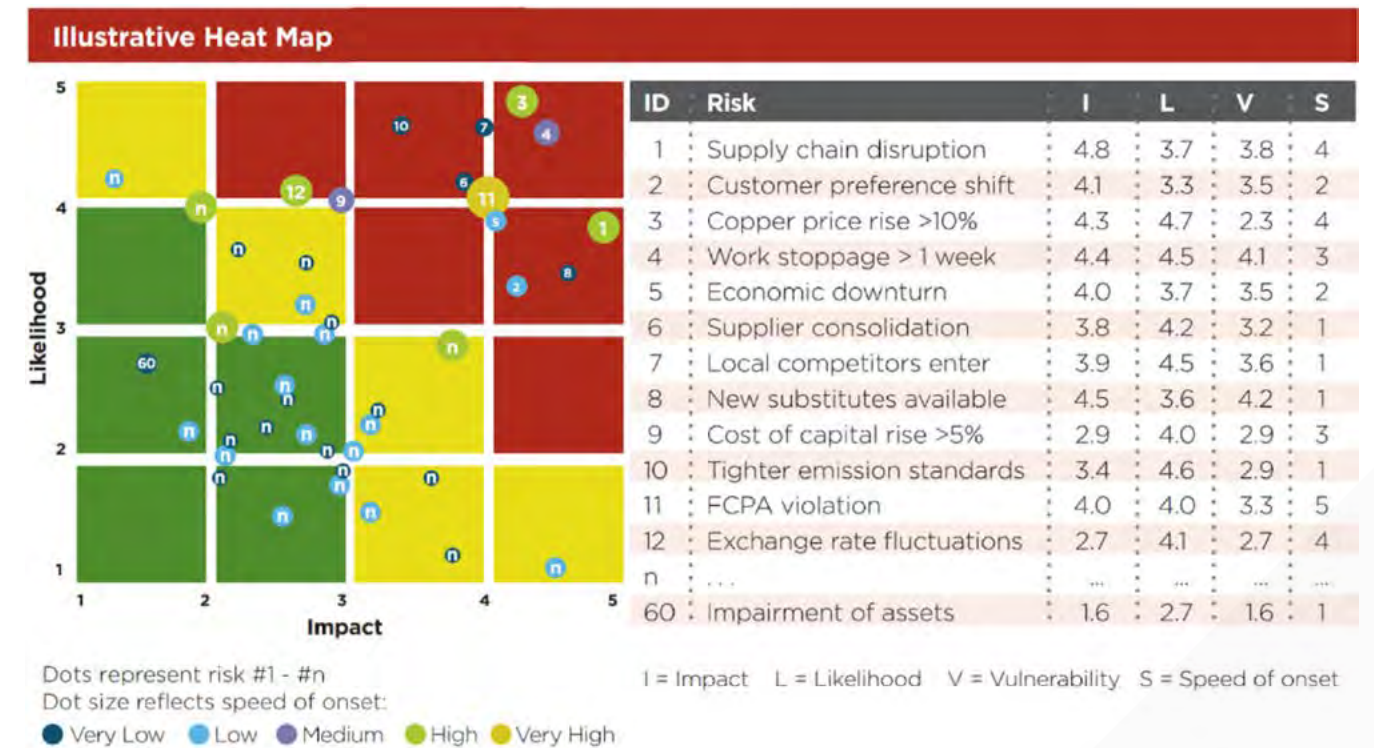 Illustrative Heat Map
5
4
3
2
1
Likelihood
1 2 3 4 5
Impact
10 7 3 4
n 6
12 9 11
n 5 1
n n 8
n 2
n n n n
n
60
n n n
n n
n n n n
n n n
n n n
n n n
n n
ID Risk I L V S
1 Supply chain disruption 4.8 3.7 3.8 4
2 Customer preference shift 4.1 3.3 3.5 2
3 Copper price rise >10% 4.3 4.7 2.3 4
4 Work stoppage > 1 week 4.4 4.5 4.1 3
5 Economic downturn 4.0 3.7 3.5 2
6 Supplier consolidation 3.8 4.2 3.2 1
7 Local competitors enter 3.9 4.5 3.6 1
8 New substitutes available 4.5 3.6 4.2 1
9 Cost of capital rise >5% 2.9 4.0 2.9 3
10 Tighter emission standards 3.4 4.6 2.9 1
11 FCPA violation 4.0 4.0 3.3 5
12 Exchange rate fluctuations 2.7 4.1 2.7 4
n ... ... ... ... ...
60 Impairment of assets 1.6 2.7 1.6 1
Dots represent risk #1 - #n
Dot size reflects speed of onset:
Very Low Low Medium High Very High
I = Impact L = Likelihood V = Vulnerability S = Speed of onset